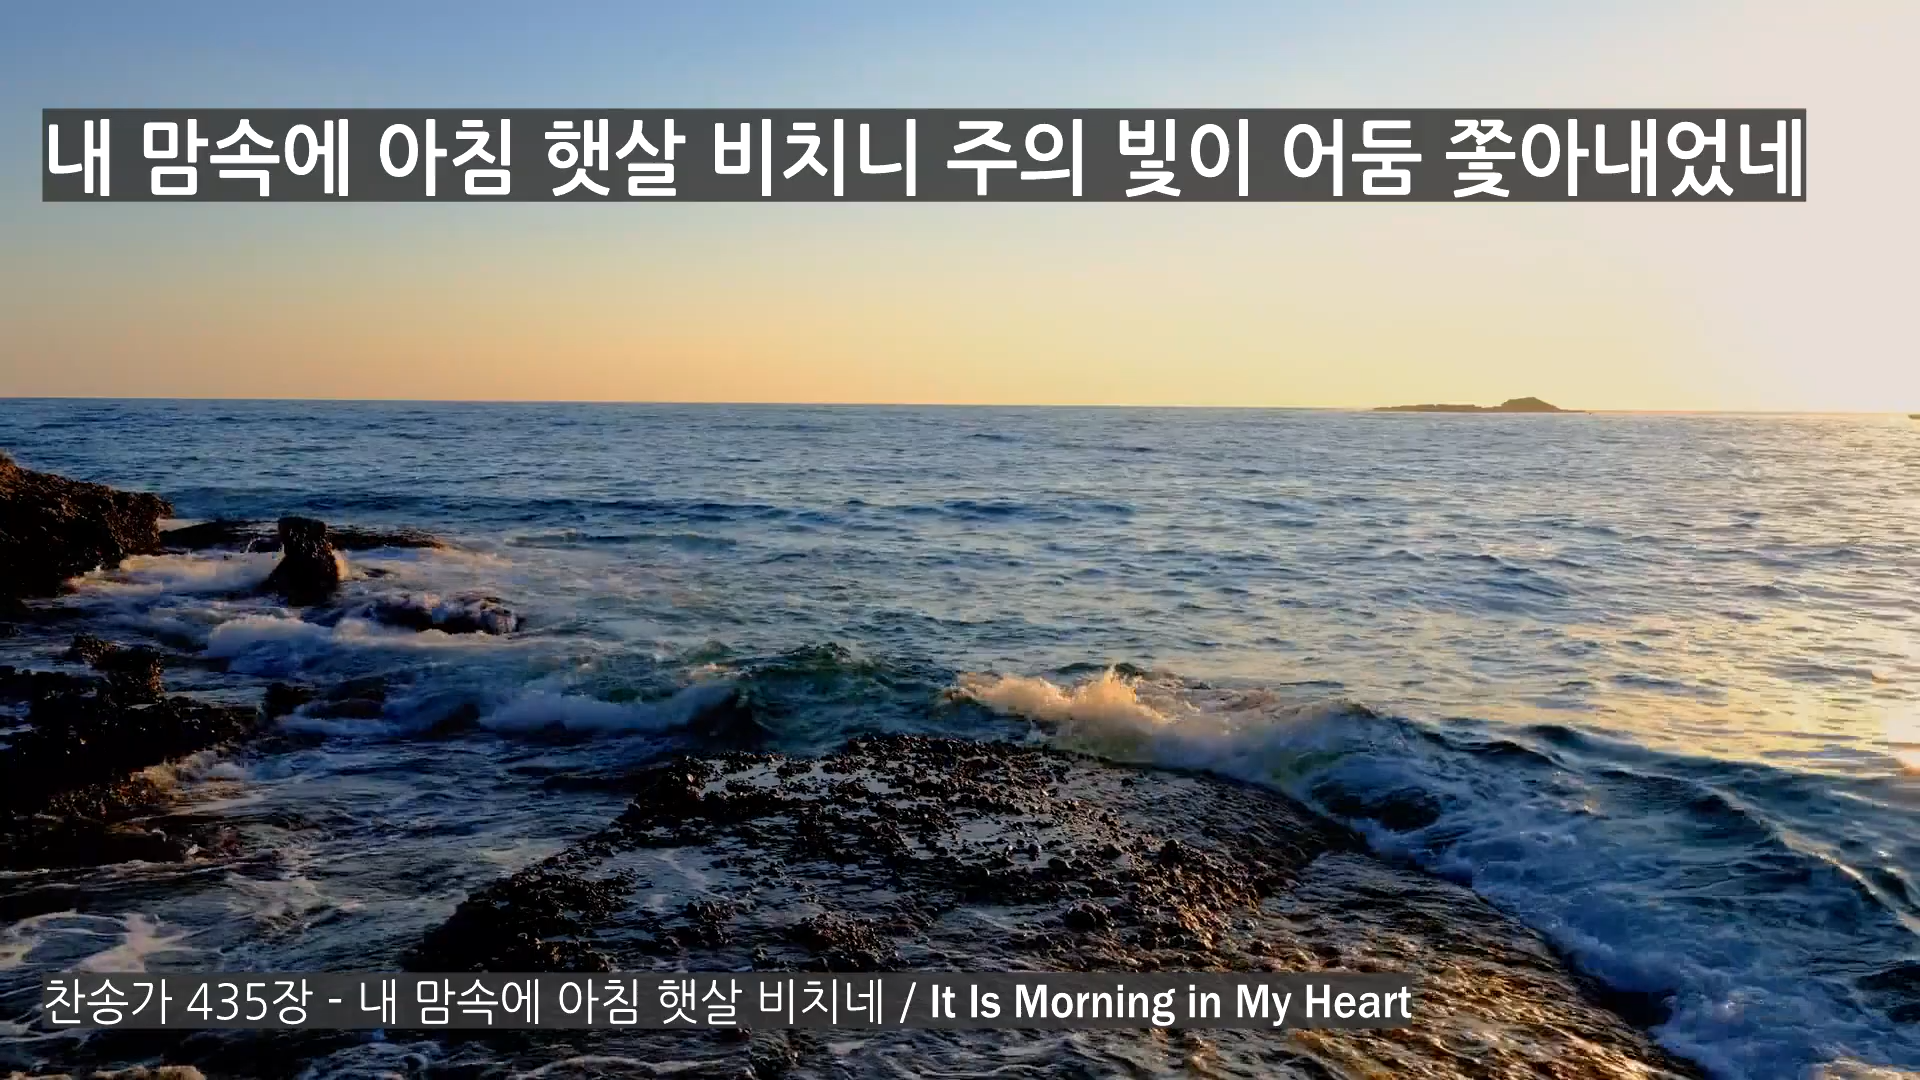 내 맘속에 아침 햇살 비치니 주의 빛이 어둠 쫓아내었네
찬송가 435장 - 내 맘속에 아침 햇살 비치네 / It Is Morning in My Heart